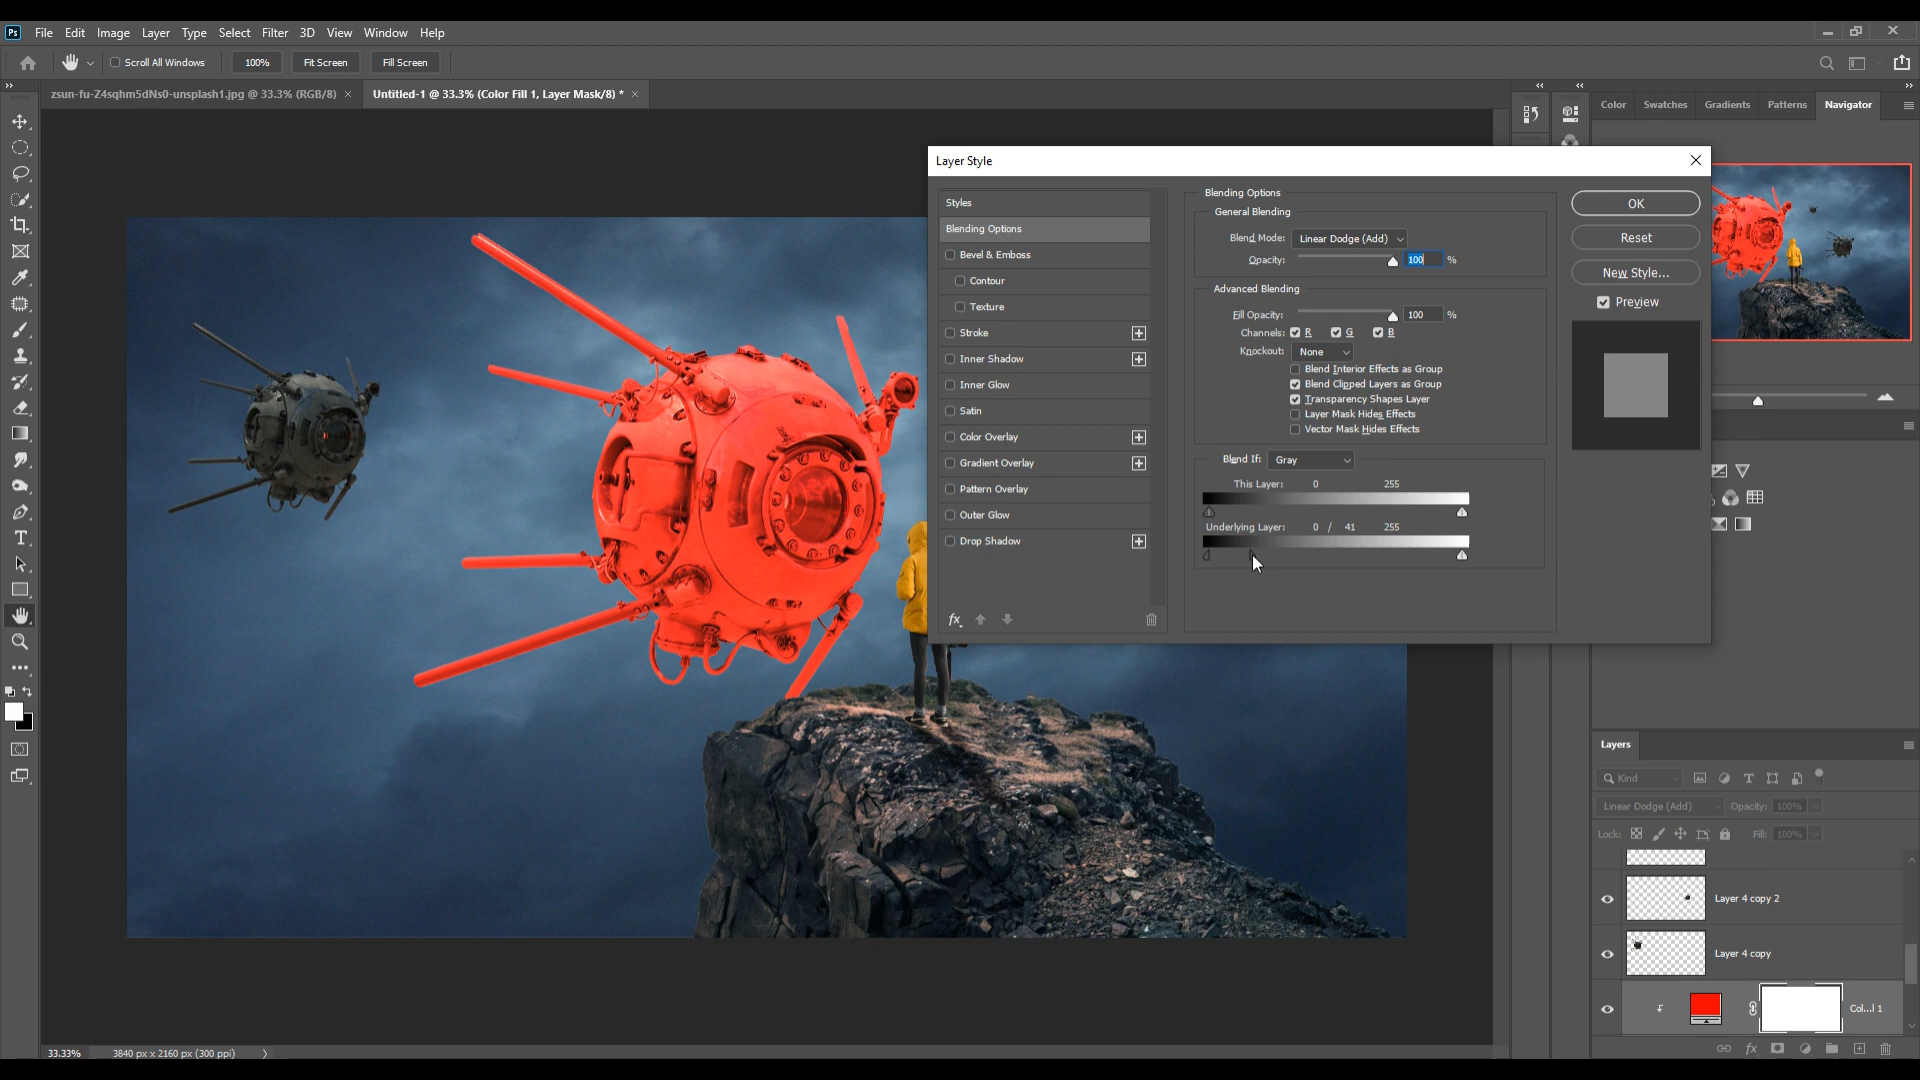 Ps File Edit Image Layer Type Select Filter 3D View Window Help
Scroll All Windows 100% Fit Screen Fill Screen
zsun-fu-Z4sqhm5dNs0-unsplash1.jpg @ 33.3% (RGB/8) × Untitled-1 @ 33.3% (Color Fill 1, Layer Mask/8) * ×
Color Swatches Gradients Patterns Navigator
Layer Style
Styles
Blending Options
Bevel & Emboss
Contour
Texture
Stroke
Inner Shadow
Inner Glow
Satin
Color Overlay
Gradient Overlay
Pattern Overlay
Outer Glow
Drop Shadow
fx
Blending Options
General Blending
Blend Mode: Linear Dodge (Add)
Opacity: 100 %
Advanced Blending
Fill Opacity: 100 %
Channels: R G B
Knockout: None
Blend Interior Effects as Group
Blend Clipped Layers as Group
Transparency Shapes Layer
Layer Mask Hides Effects
Vector Mask Hides Effects
Blend If: Gray
This Layer: 0 255
Underlying Layer: 0 / 41 255
OK
Reset
New Style...
Preview
Layers
Kind
Linear Dodge (Add) Opacity: 100%
Lock: Fill: 100%
Layer 4 copy 2
Layer 4 copy
Col...l 1
fx
33.33% 3840 px x 2160 px (300 ppi)